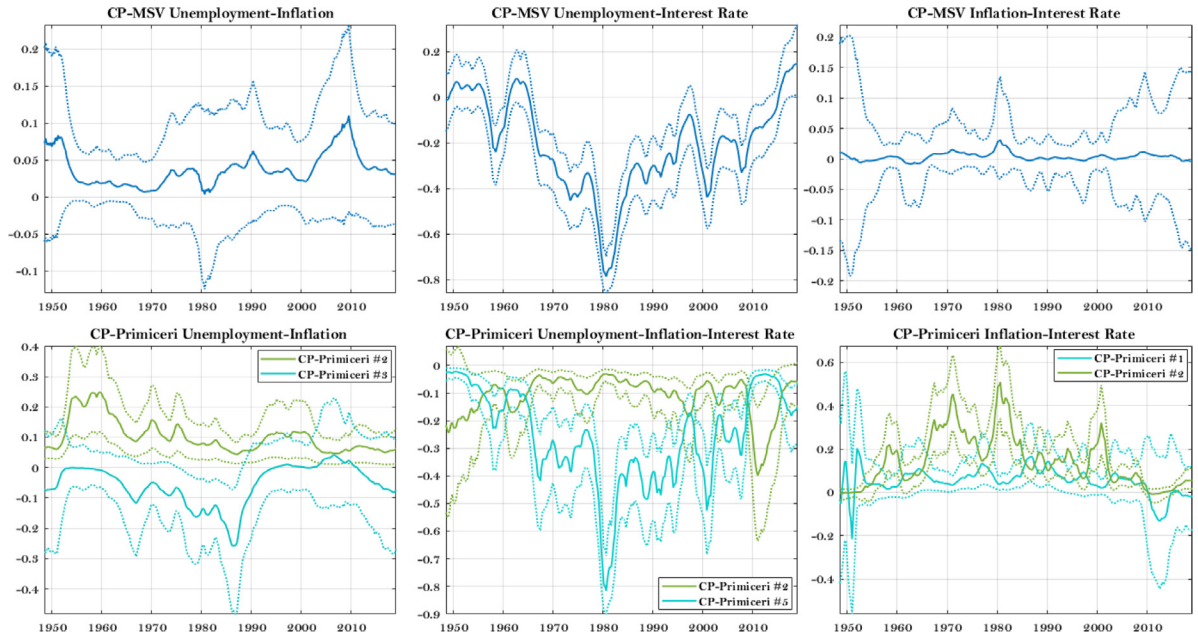 CP-MSV Unemployment-Inflation
0.2
0.15
0.1
0.05
0
-0.05
-0.1
1950 1960 1970 1980 1990 2000 2010
CP-MSV Unemployment-Interest Rate
0.2
0
-0.2
-0.4
-0.6
-0.8
1950 1960 1970 1980 1990 2000 2010
CP-MSV Inflation-Interest Rate
0.2
0.15
0.1
0.05
0
-0.05
-0.1
-0.15
-0.2
1950 1960 1970 1980 1990 2000 2010
CP-Primiceri Unemployment-Inflation
0.4
0.3
0.2
0.1
0
-0.1
-0.2
-0.3
-0.4
CP-Primiceri #2
CP-Primiceri #3
1950 1960 1970 1980 1990 2000 2010
CP-Primiceri Unemployment-Inflation-Interest Rate
0
-0.1
-0.2
-0.3
-0.4
-0.5
-0.6
-0.7
-0.8
-0.9
CP-Primiceri #2
CP-Primiceri #5
1950 1960 1970 1980 1990 2000 2010
CP-Primiceri Inflation-Interest Rate
0.6
0.4
0.2
0
-0.2
-0.4
CP-Primiceri #1
CP-Primiceri #2
1950 1960 1970 1980 1990 2000 2010